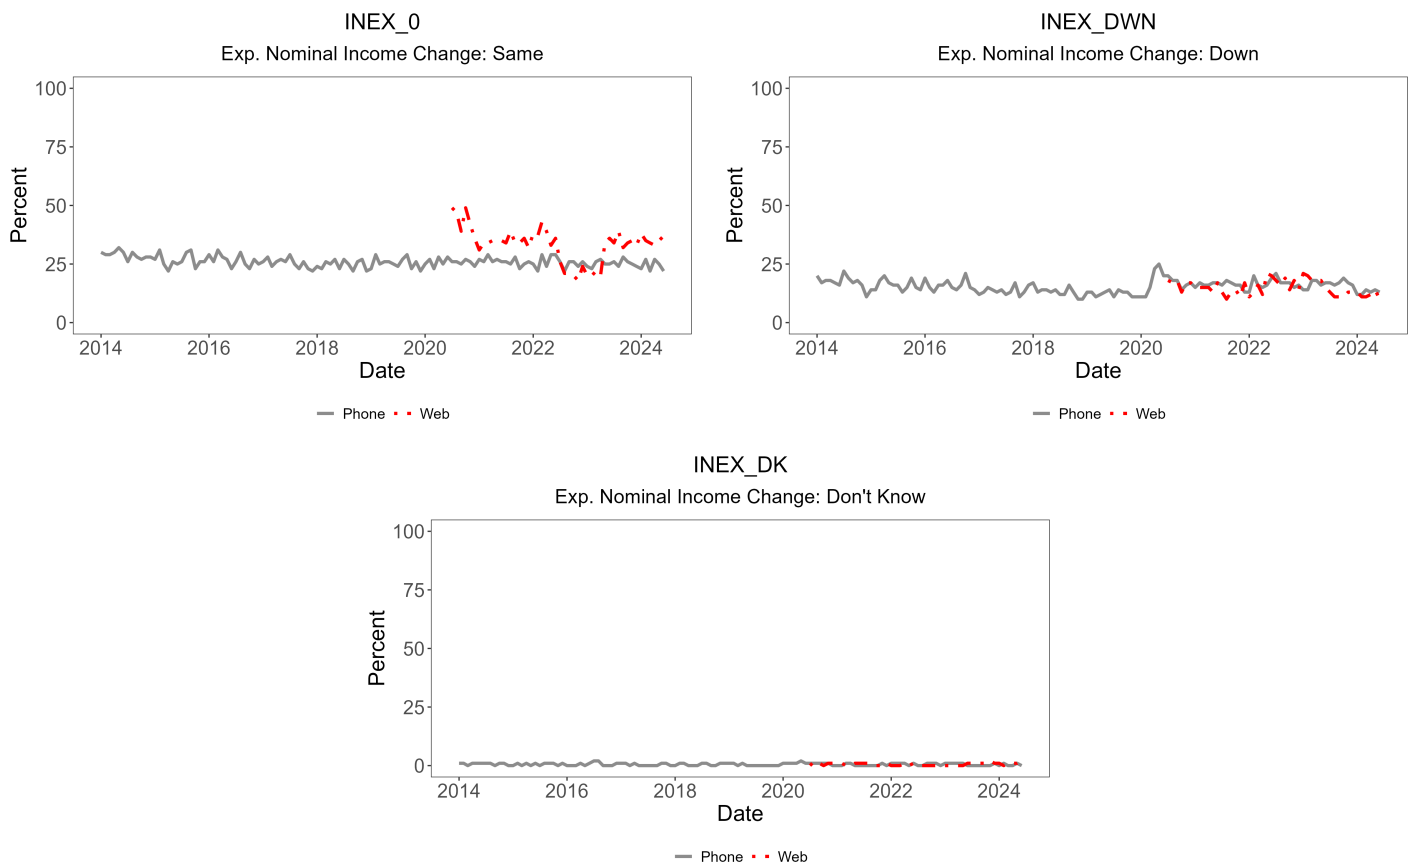 INEX_0
Exp. Nominal Income Change: Same
100
75
50
25
0
Percent
2014 2016 2018 2020 2022 2024
Date
Phone Web
INEX_DWN
Exp. Nominal Income Change: Down
100
75
50
25
0
Percent
2014 2016 2018 2020 2022 2024
Date
Phone Web
INEX_DK
Exp. Nominal Income Change: Don't Know
100
75
50
25
0
Percent
2014 2016 2018 2020 2022 2024
Date
Phone Web